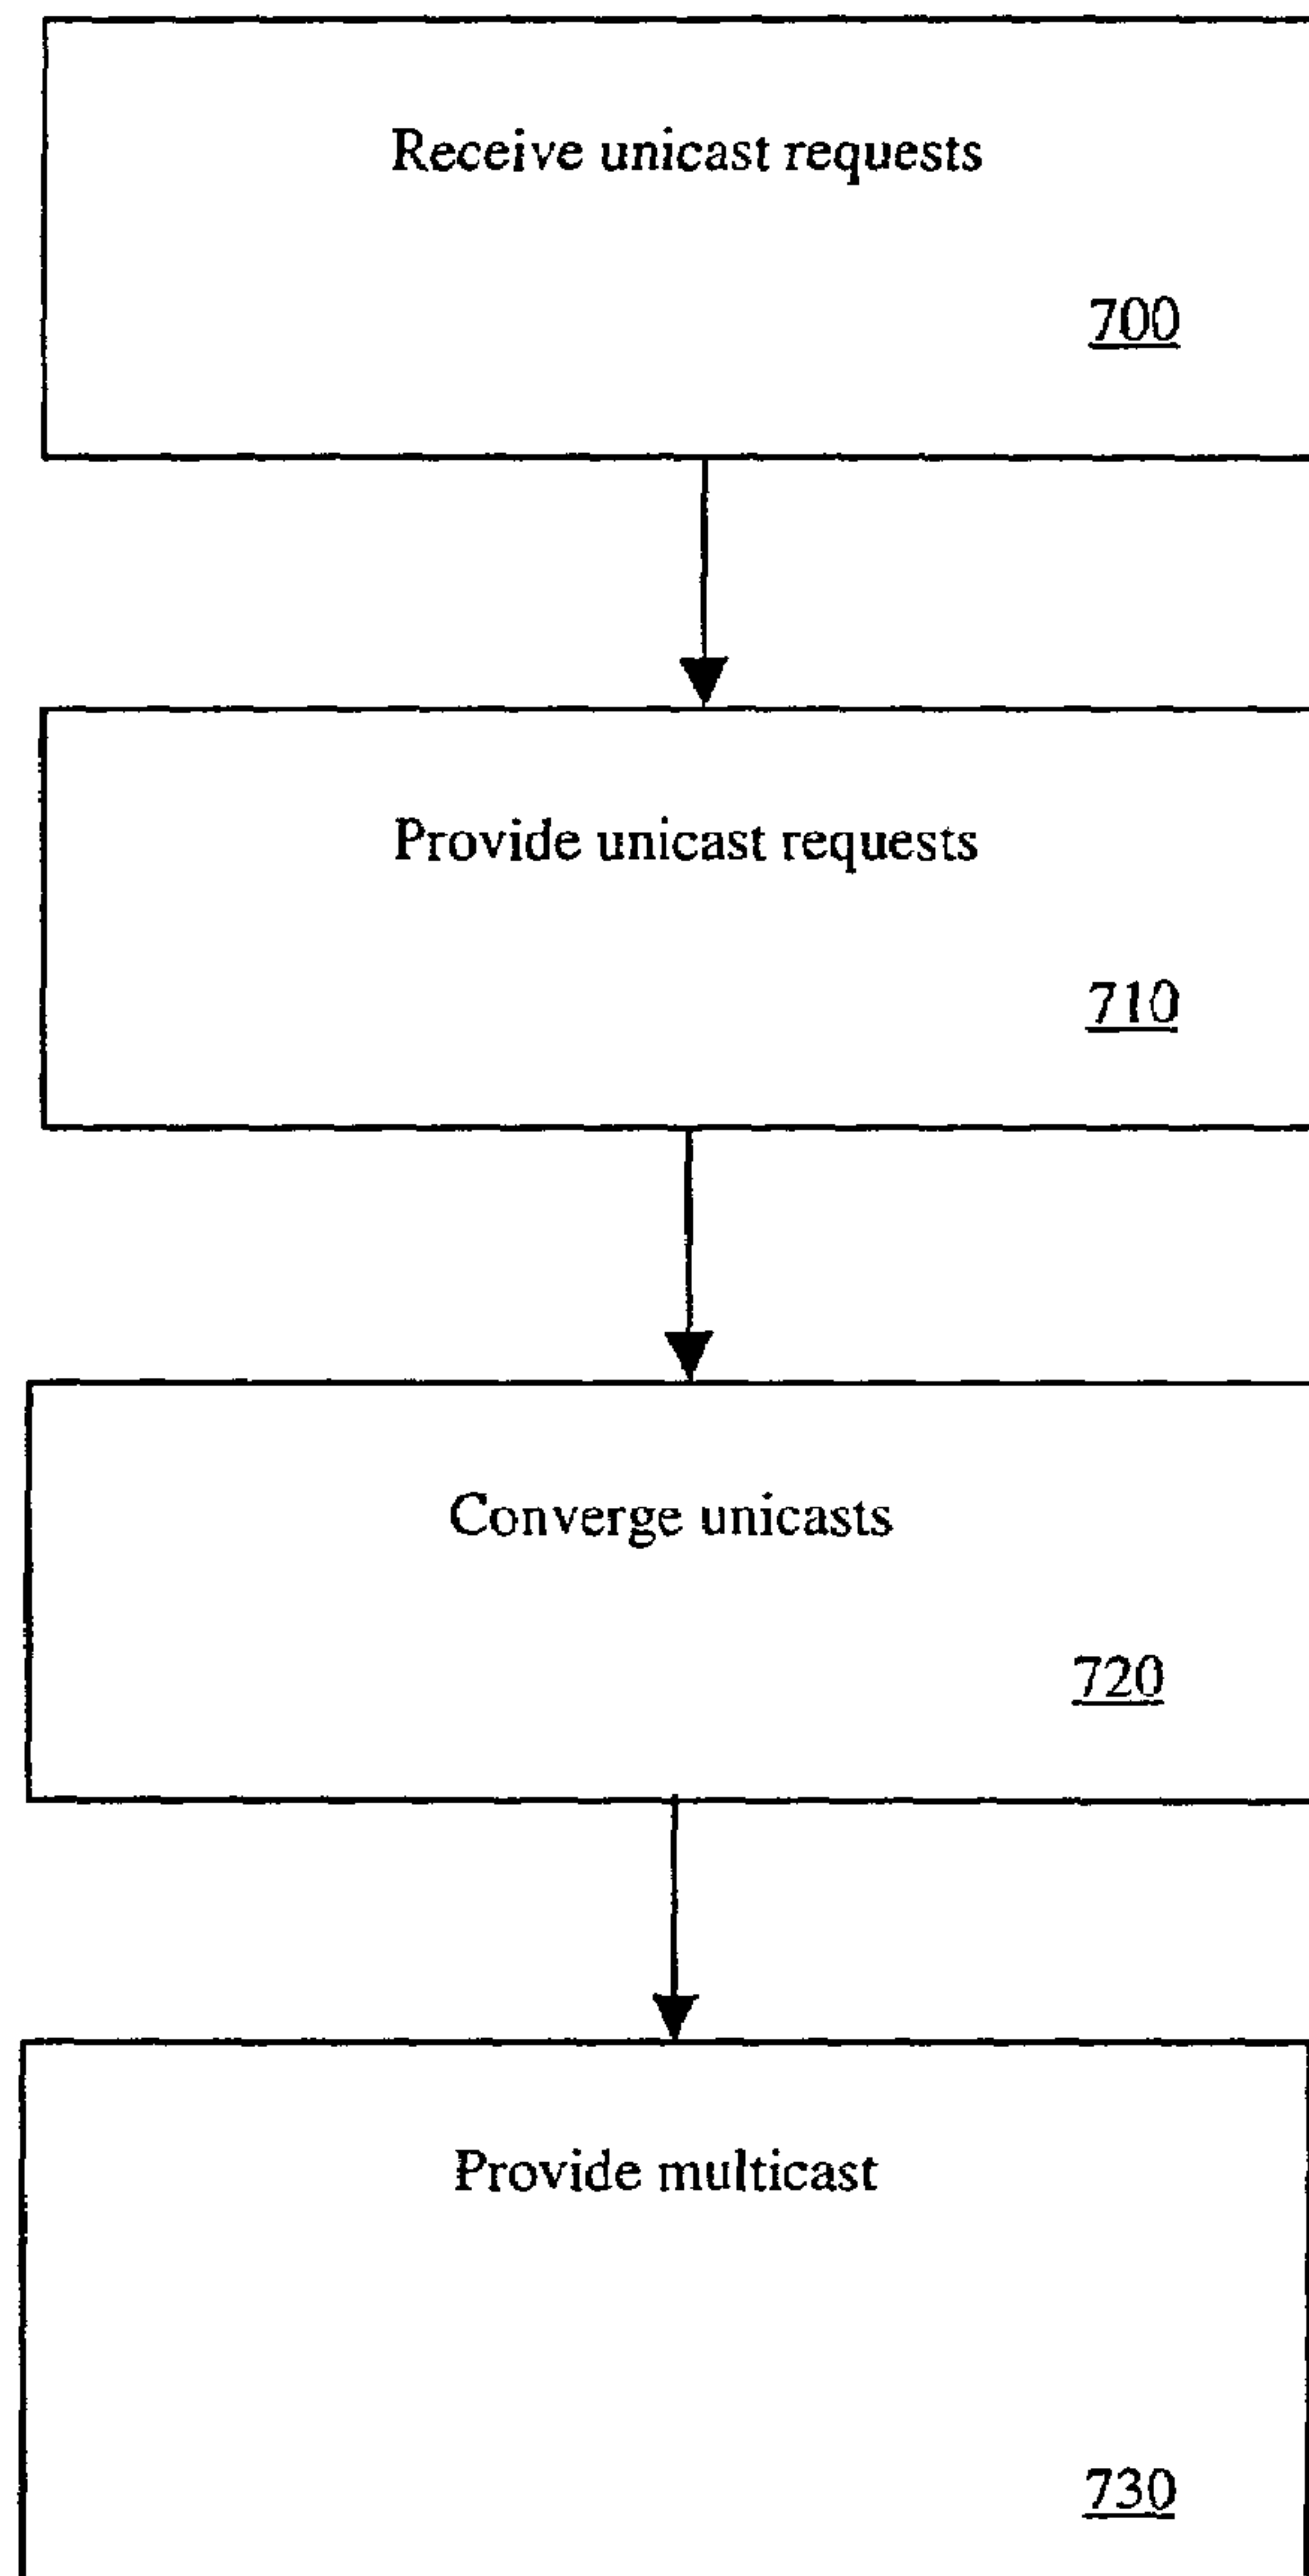 Receive unicast requests
700
Provide unicast requests
710
Converge unicasts
720
Provide multicast
730